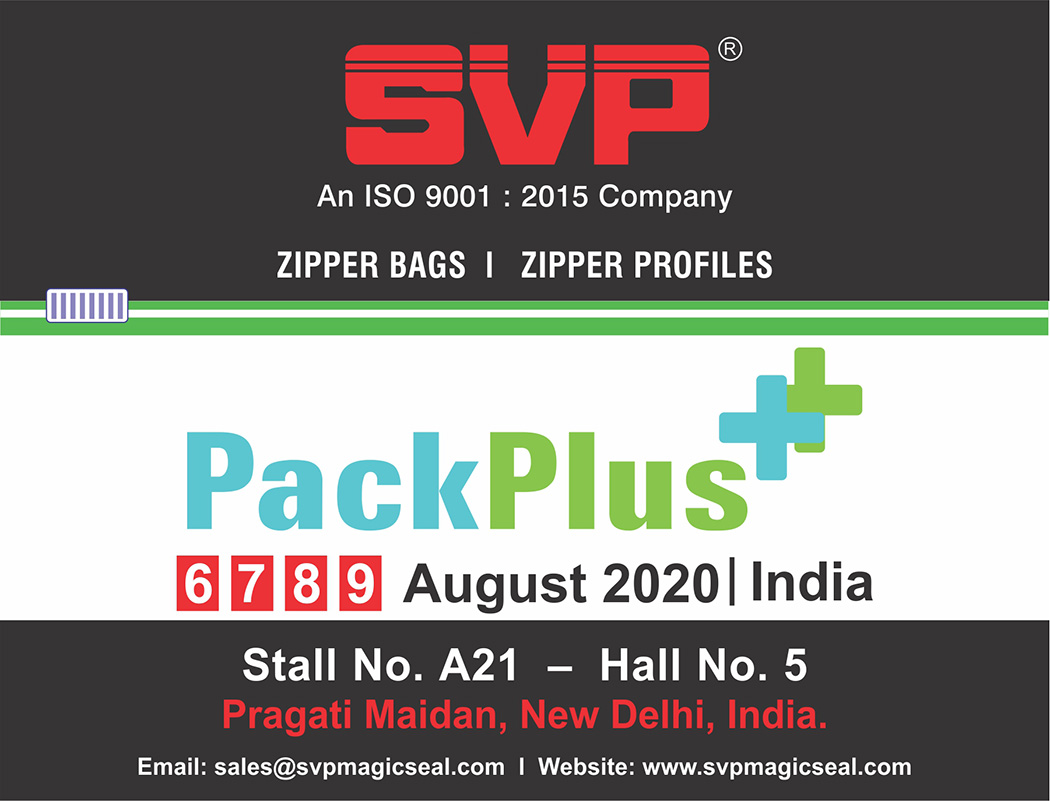 SVP®
An ISO 9001 : 2015 Company
ZIPPER BAGS | ZIPPER PROFILES
PackPlus
6 7 8 9 August 2020 | India
Stall No. A21 – Hall No. 5
Pragati Maidan, New Delhi, India.
Email: sales@svpmagicseal.com | Website: www.svpmagicseal.com